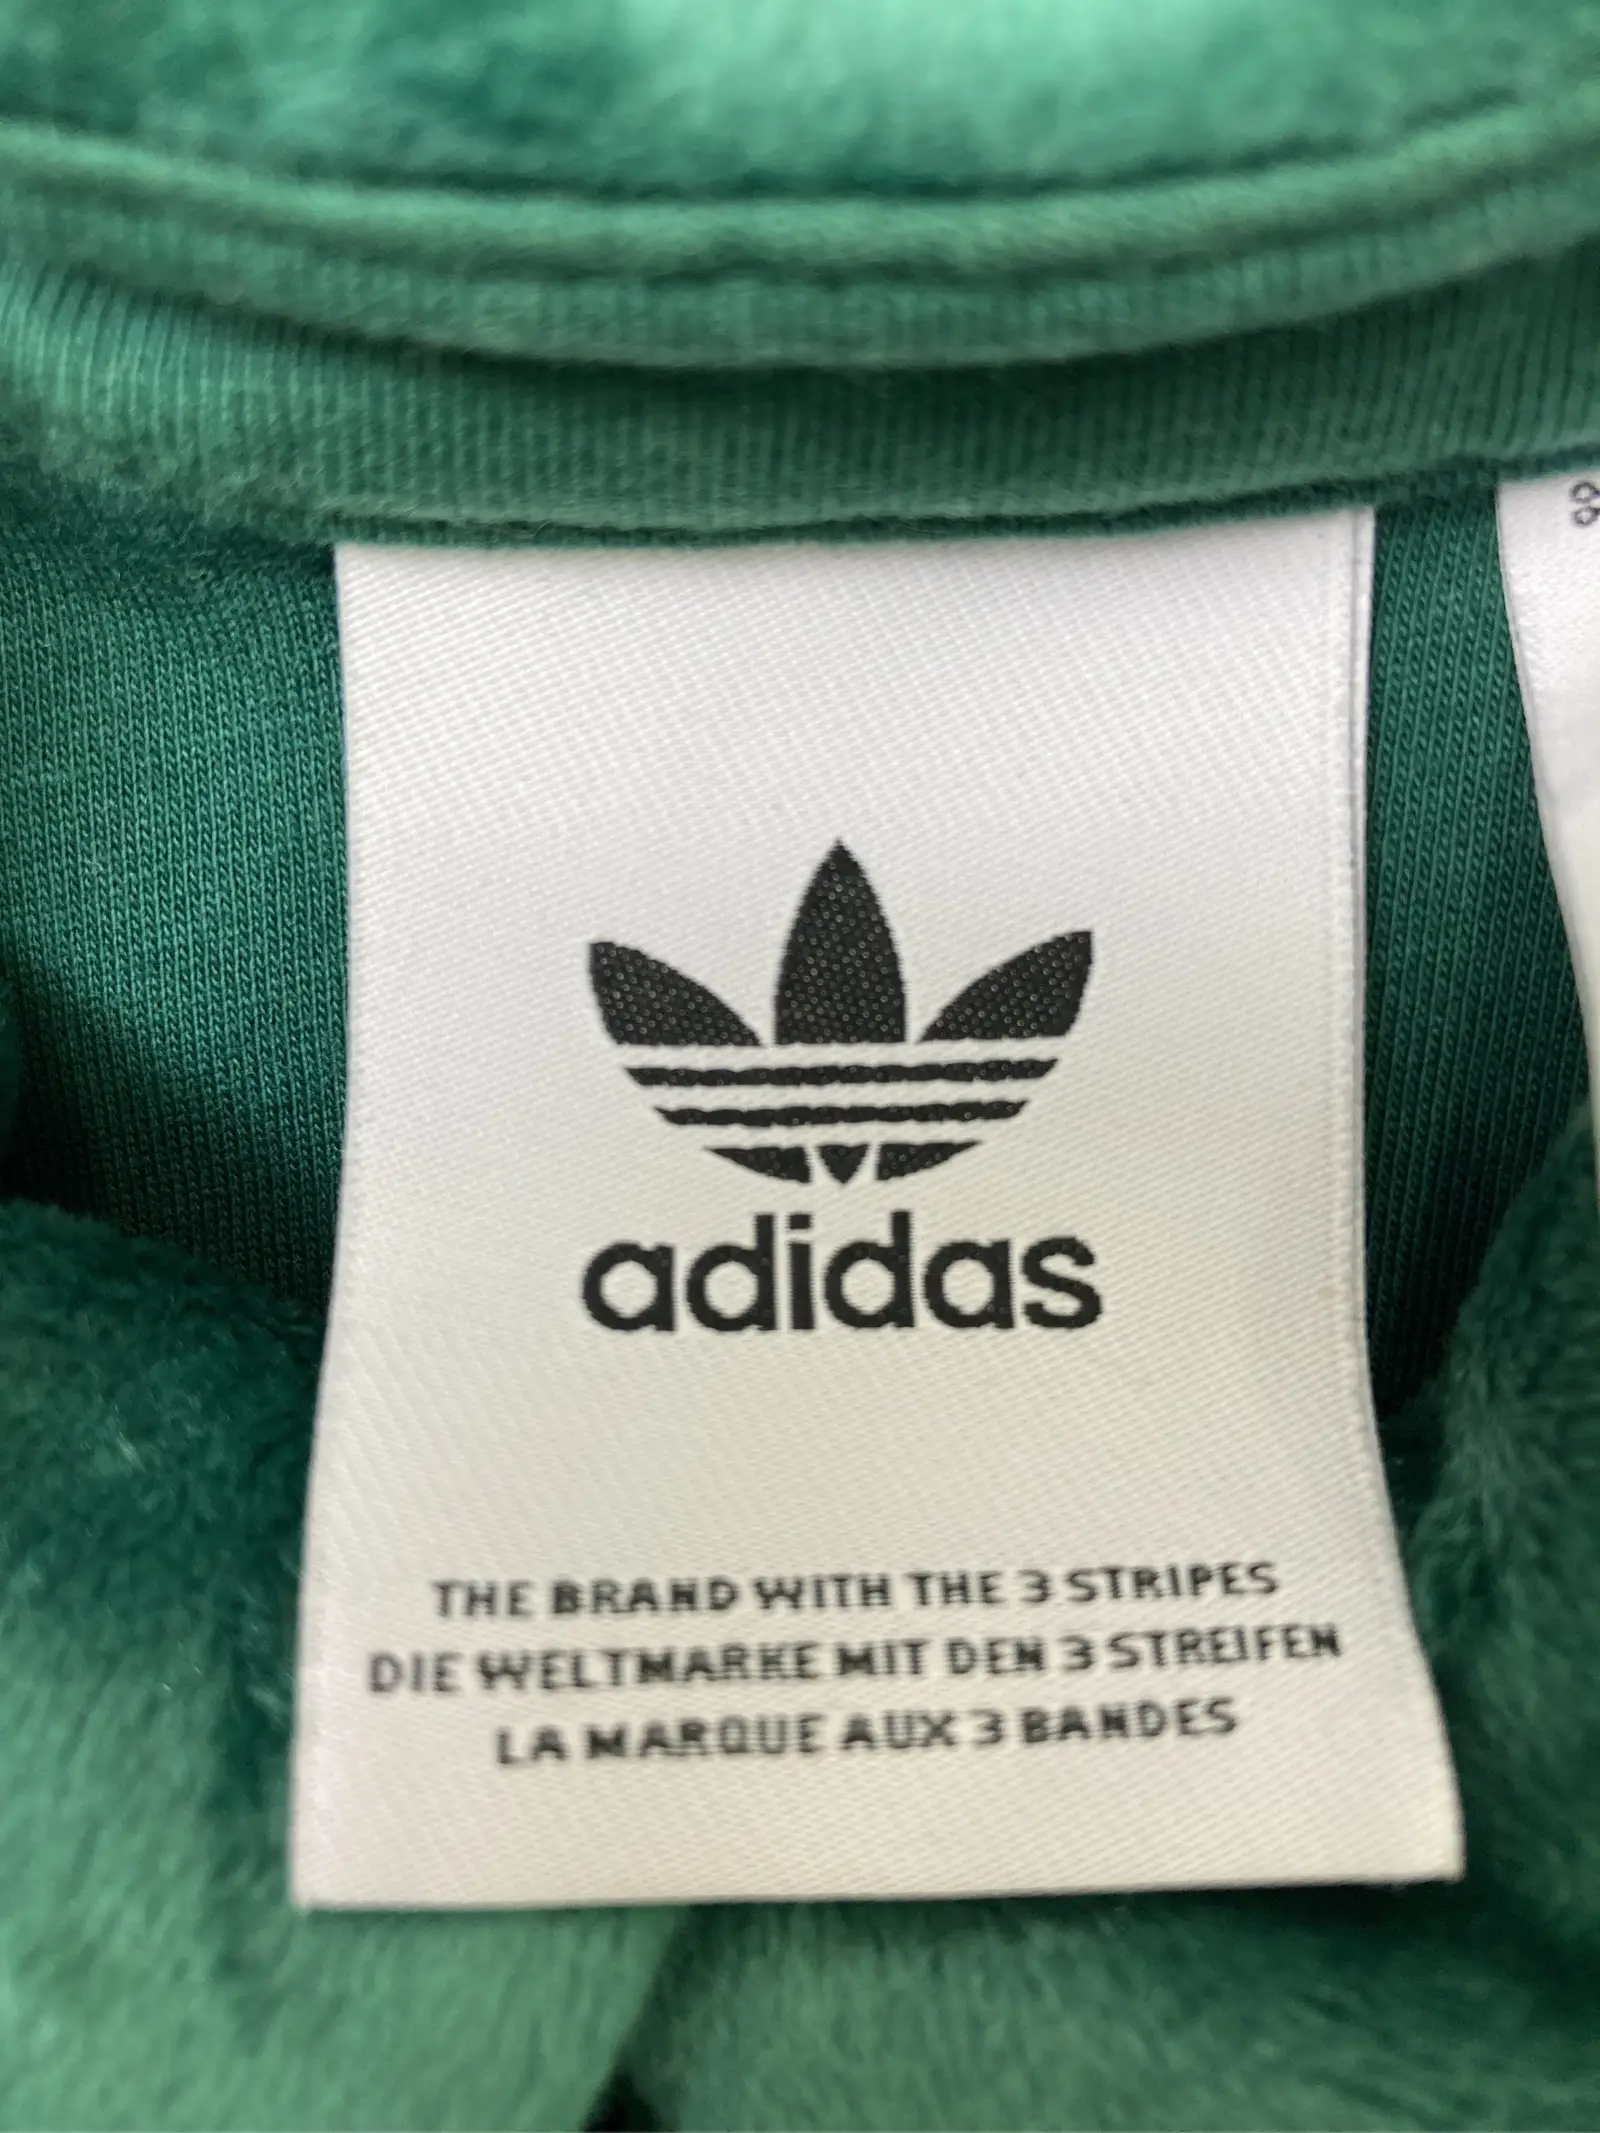 adidas
THE BRAND WITH THE 3 STRIPES
DIE WELTMARKE MIT DEN 3 STREIFEN
LA MARQUE AUX 3 BANDES